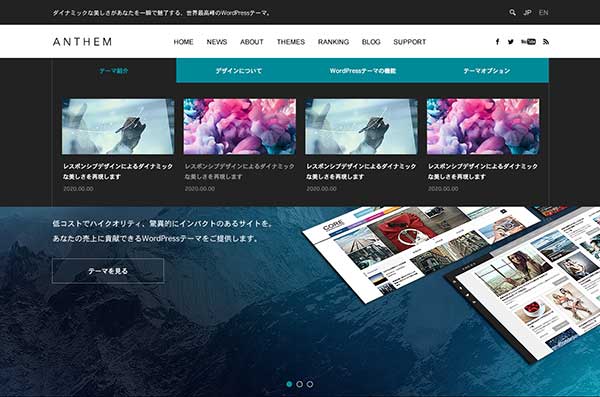 ダイナミックな美しさがあなたを一瞬で魅了する、世界最高峰のWordPressテーマ。
JP EN
ANTHEM HOME NEWS ABOUT THEMES RANKING BLOG SUPPORT
YouTube
テーマ紹介 デザインについて WordPressテーマの機能 テーマオプション
レスポンシブデザインによるダイナミック
な美しさを再現します
2020.00.00
レスポンシブデザインによるダイナミック
な美しさを再現します
2020.00.00
レスポンシブデザインによるダイナミック
な美しさを再現します
2020.00.00
レスポンシブデザインによるダイナミック
な美しさを再現します
2020.00.00
低コストでハイクオリティ、驚異的にインパクトのあるサイトを。
あなたの売上に貢献できるWordPressテーマをご提供します。
テーマを見る
CORE